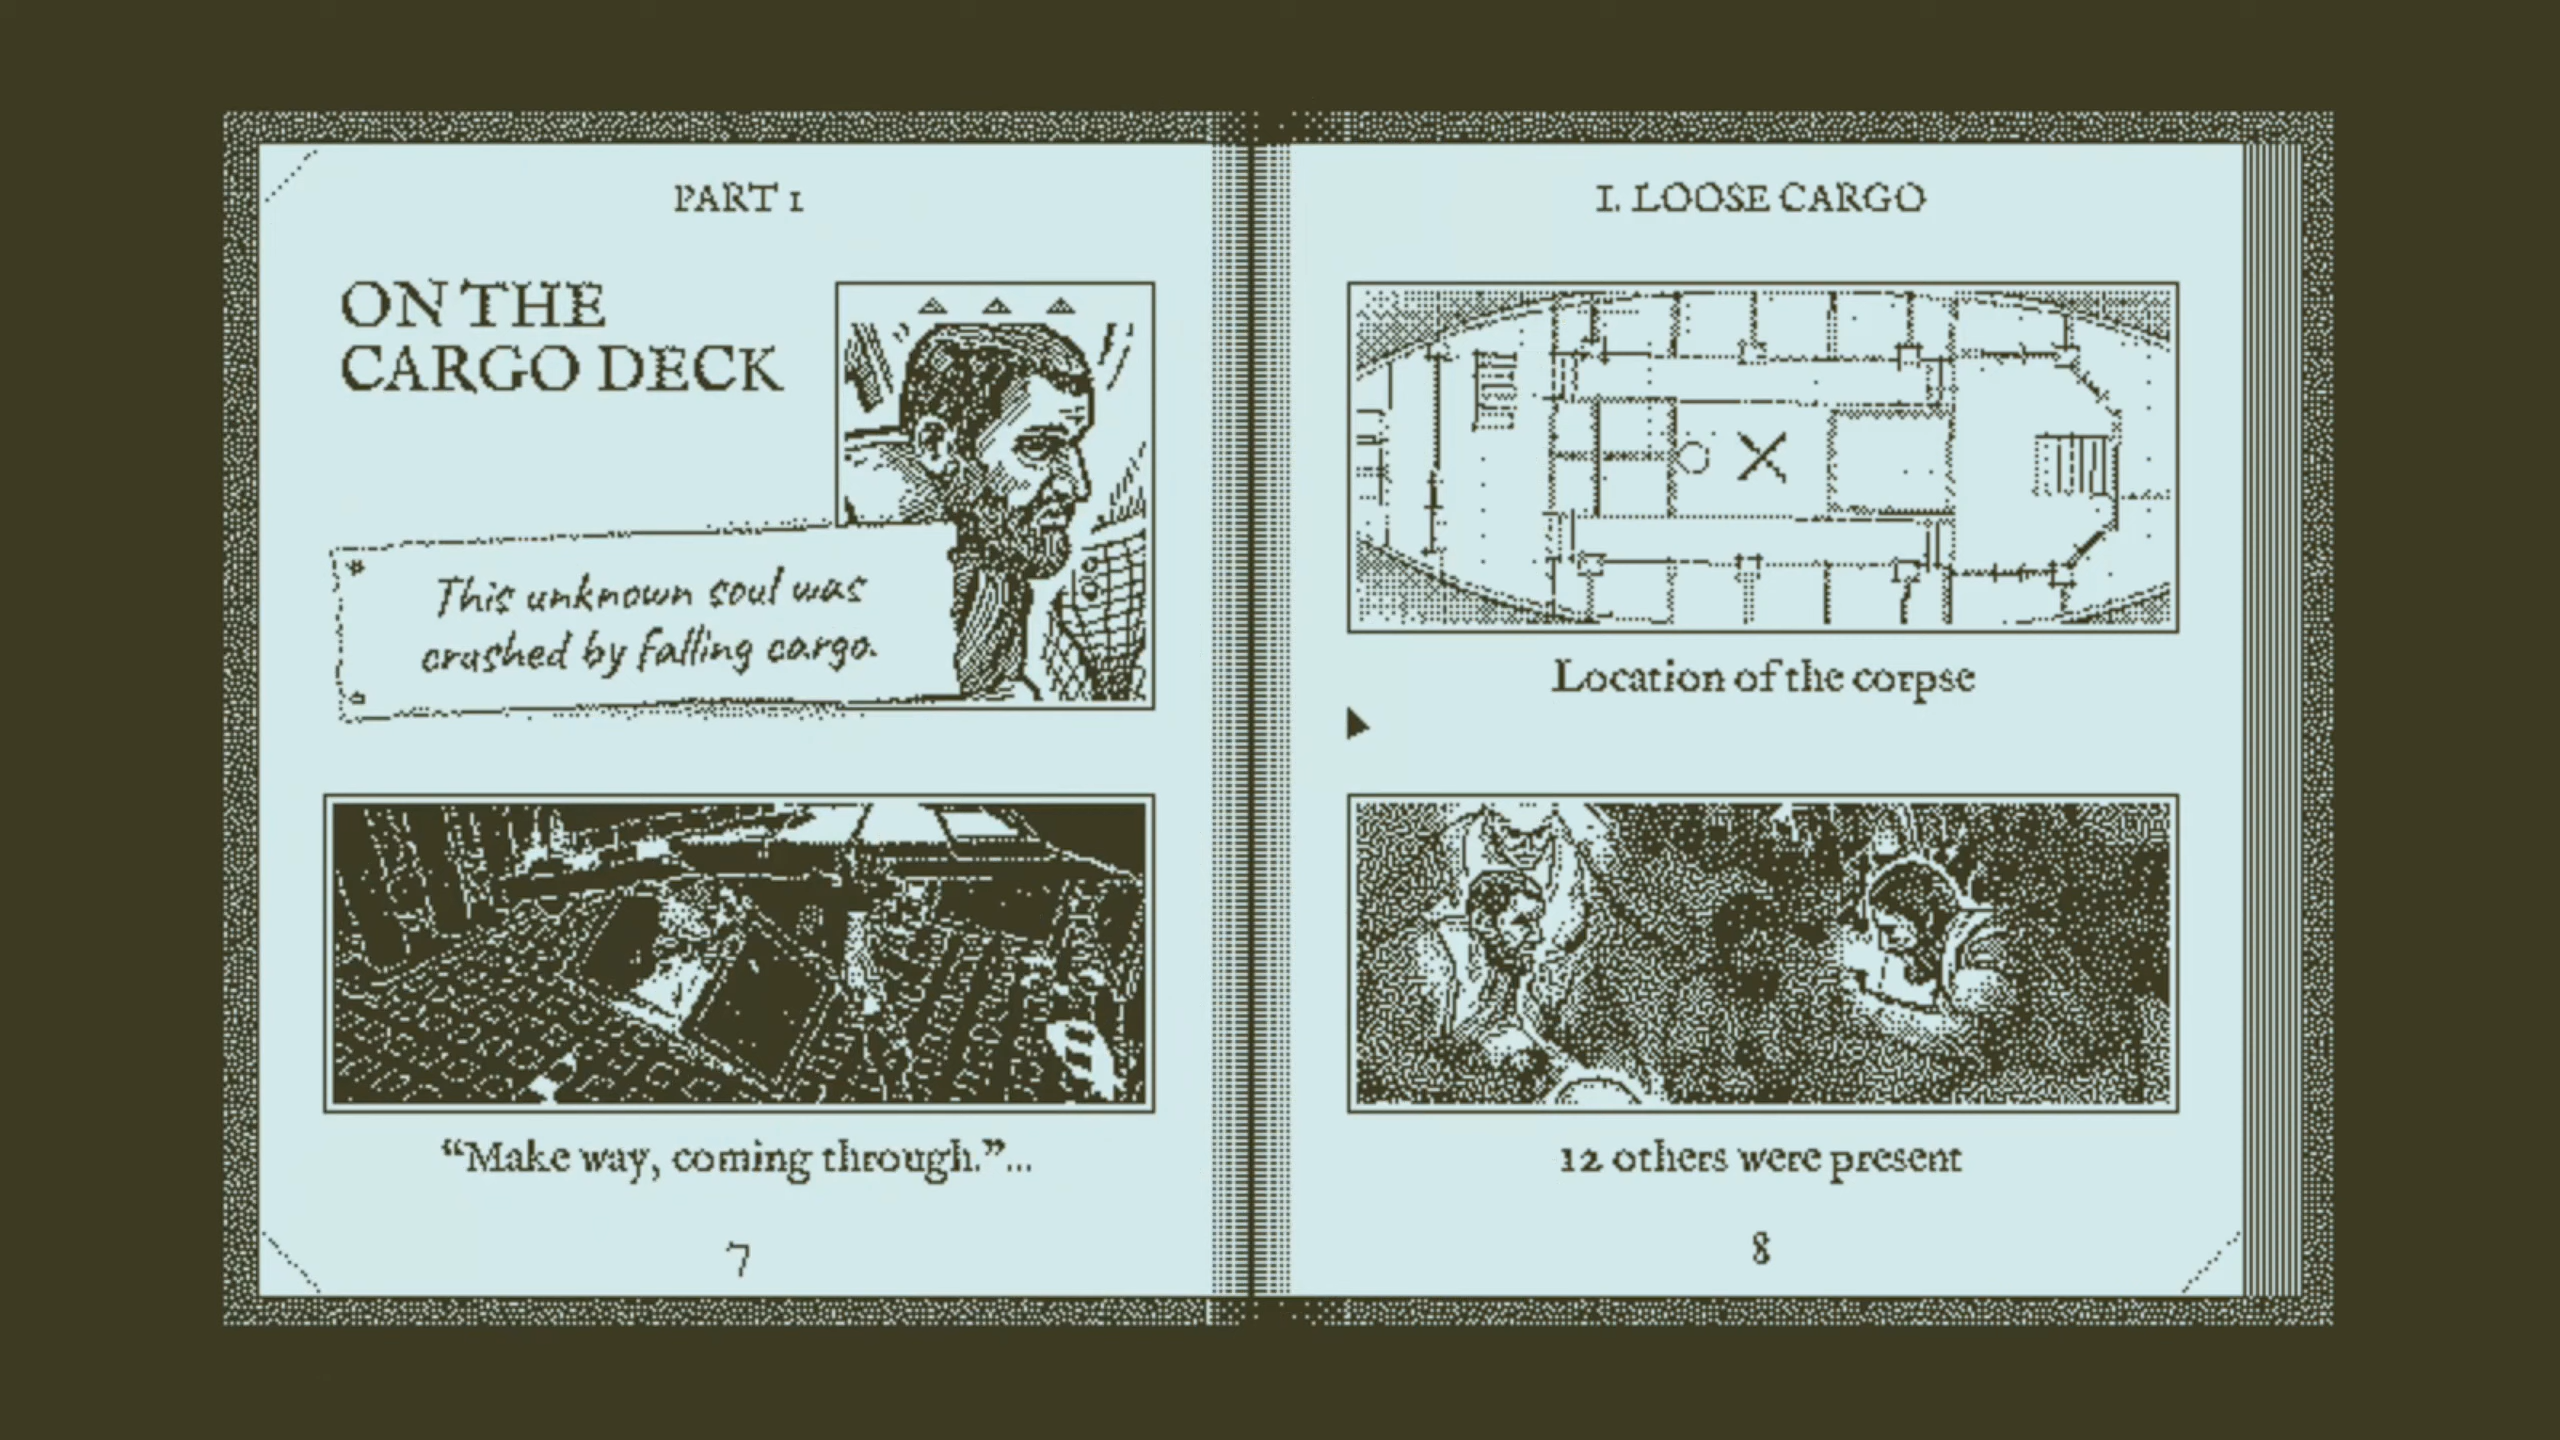 PART 1
ON THE
CARGO DECK
This unknown soul was
crushed by falling cargo.
“Make way, coming through.”...
7
I. LOOSE CARGO
Location of the corpse
12 others were present
8